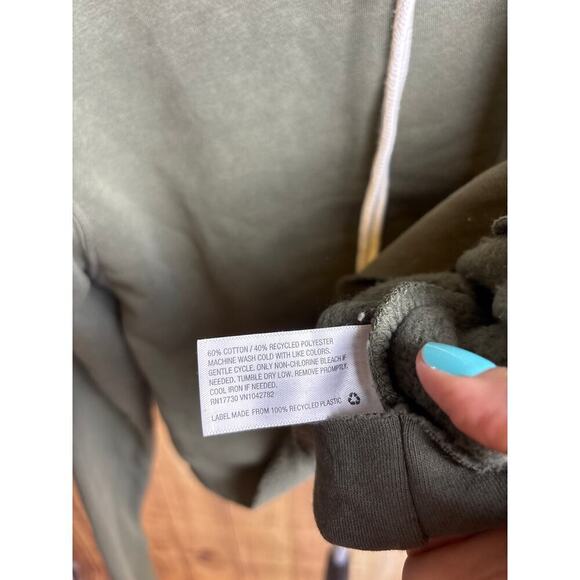 60% COTTON / 40% RECYCLED POLYESTER
MACHINE WASH COLD WITH LIKE COLORS.
GENTLE CYCLE. ONLY NON-CHLORINE BLEACH IF
NEEDED. TUMBLE DRY LOW. REMOVE PROMPTLY.
COOL IRON IF NEEDED.
RN17730 VN1042782
LABEL MADE FROM 100% RECYCLED PLASTIC